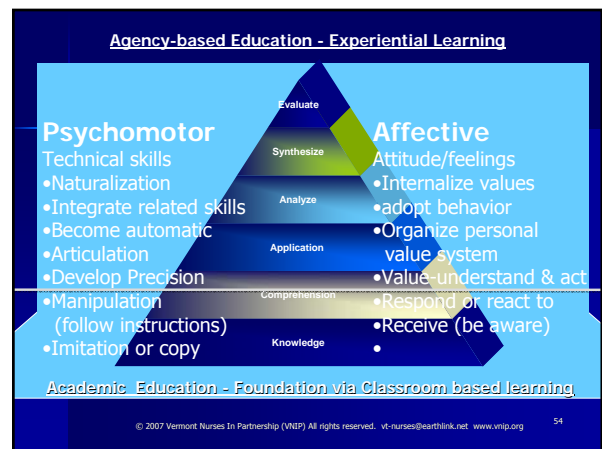 Agency-based Education - Experiential Learning
Psychomotor
Technical skills
•Naturalization
•Integrate related skills
•Become automatic
•Articulation
•Develop Precision
•Manipulation
(follow instructions)
•Imitation or copy
Evaluate
Synthesize
Analyze
Application
Comprehension
Knowledge
Affective
Attitude/feelings
•Internalize values
•adopt behavior
•Organize personal
value system
•Value-understand & act
•Respond or react to
•Receive (be aware)
•
Academic Education - Foundation via Classroom based learning
© 2007 Vermont Nurses In Partnership (VNIP) All rights reserved. vt-nurses@earthlink.net www.vnip.org
54